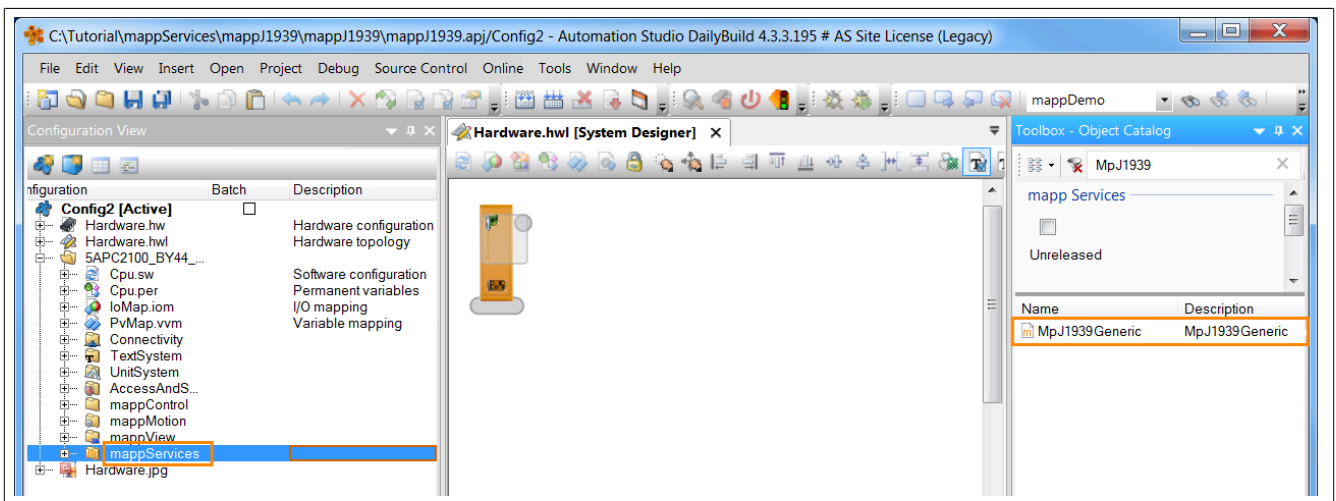 C:\Tutorial\mappServices\mappJ1939\mappJ1939\mappJ1939.apj/Config2 - Automation Studio DailyBuild 4.3.3.195 # AS Site License (Legacy)
File Edit View Insert Open Project Debug Source Control Online Tools Window Help
mappDemo
Configuration View
Hardware.hwl [System Designer] X
Toolbox - Object Catalog
MpJ1939
nfiguration Batch Description
Config2 [Active]
Hardware.hw Hardware configuration
Hardware.hwl Hardware topology
5APC2100_BY44_...
Cpu.sw Software configuration
Cpu.per Permanent variables
IoMap.iom I/O mapping
PvMap.vvm Variable mapping
Connectivity
TextSystem
UnitSystem
AccessAndS...
mappControl
mappMotion
mappView
mappServices
Hardware.jpg
mapp Services
Unreleased
Name Description
MpJ1939Generic MpJ1939Generic